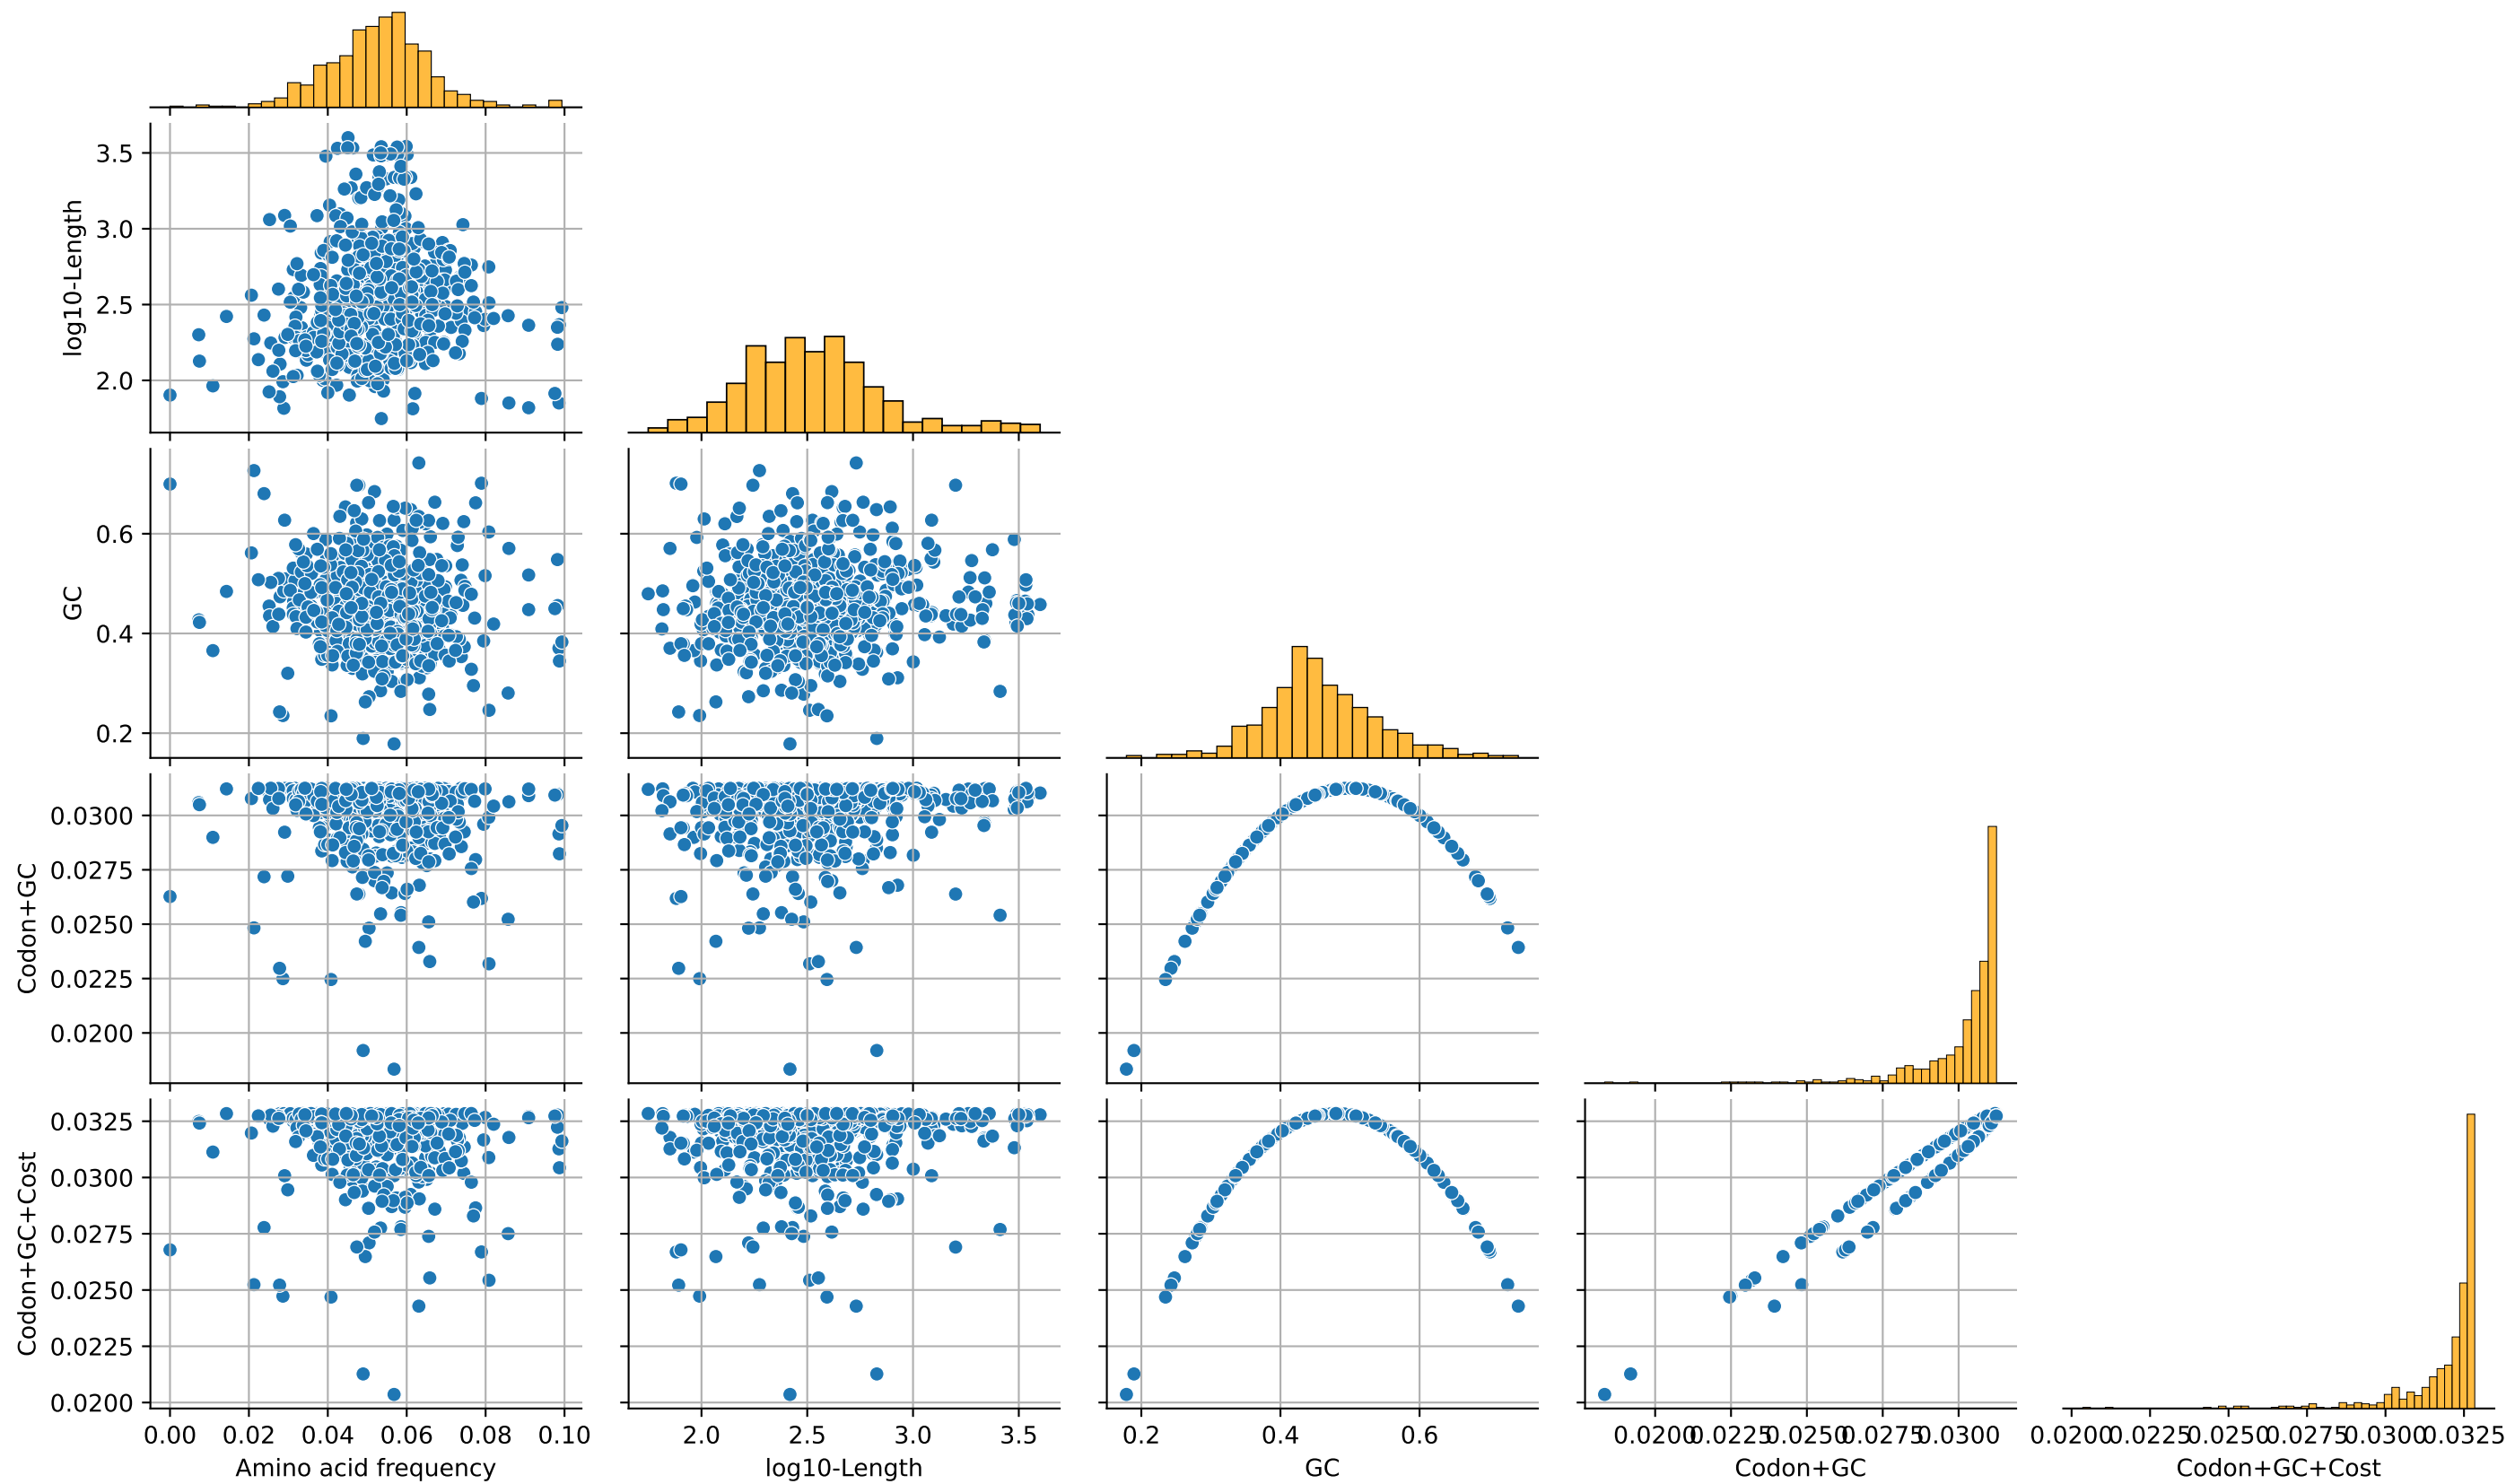 3.5
3.0
2.5
2.0
log10-Length
0.6
0.4
0.2
GC
0.0300
0.0275
0.0250
0.0225
0.0200
Codon+GC
0.0325
0.0300
0.0275
0.0250
0.0225
0.0200
Codon+GC+Cost
0.00 0.02 0.04 0.06 0.08 0.10
Amino acid frequency
2.0 2.5 3.0 3.5
log10-Length
0.2 0.4 0.6
GC
0.0200 0.0225 0.0250 0.0275 0.0300
Codon+GC
0.0200 0.0225 0.0250 0.0275 0.0300 0.0325
Codon+GC+Cost